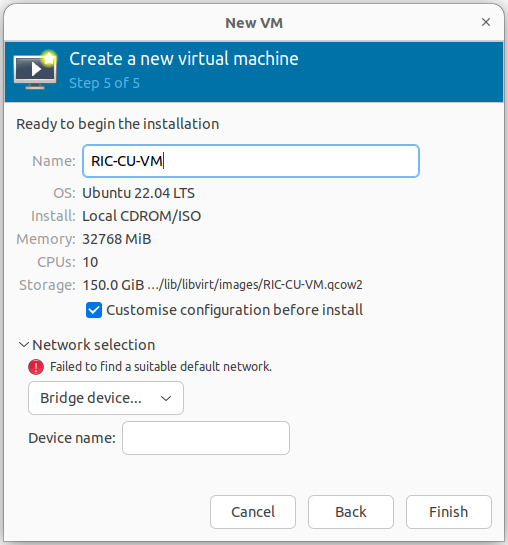 New VM
Create a new virtual machine
Step 5 of 5
Ready to begin the installation
Name: RIC-CU-VM
OS: Ubuntu 22.04 LTS
Install: Local CDROM/ISO
Memory: 32768 MiB
CPUs: 10
Storage: 150.0 GiB .../lib/libvirt/images/RIC-CU-VM.qcow2
Customise configuration before install
Network selection
Failed to find a suitable default network.
Bridge device...
Device name:
Cancel Back Finish